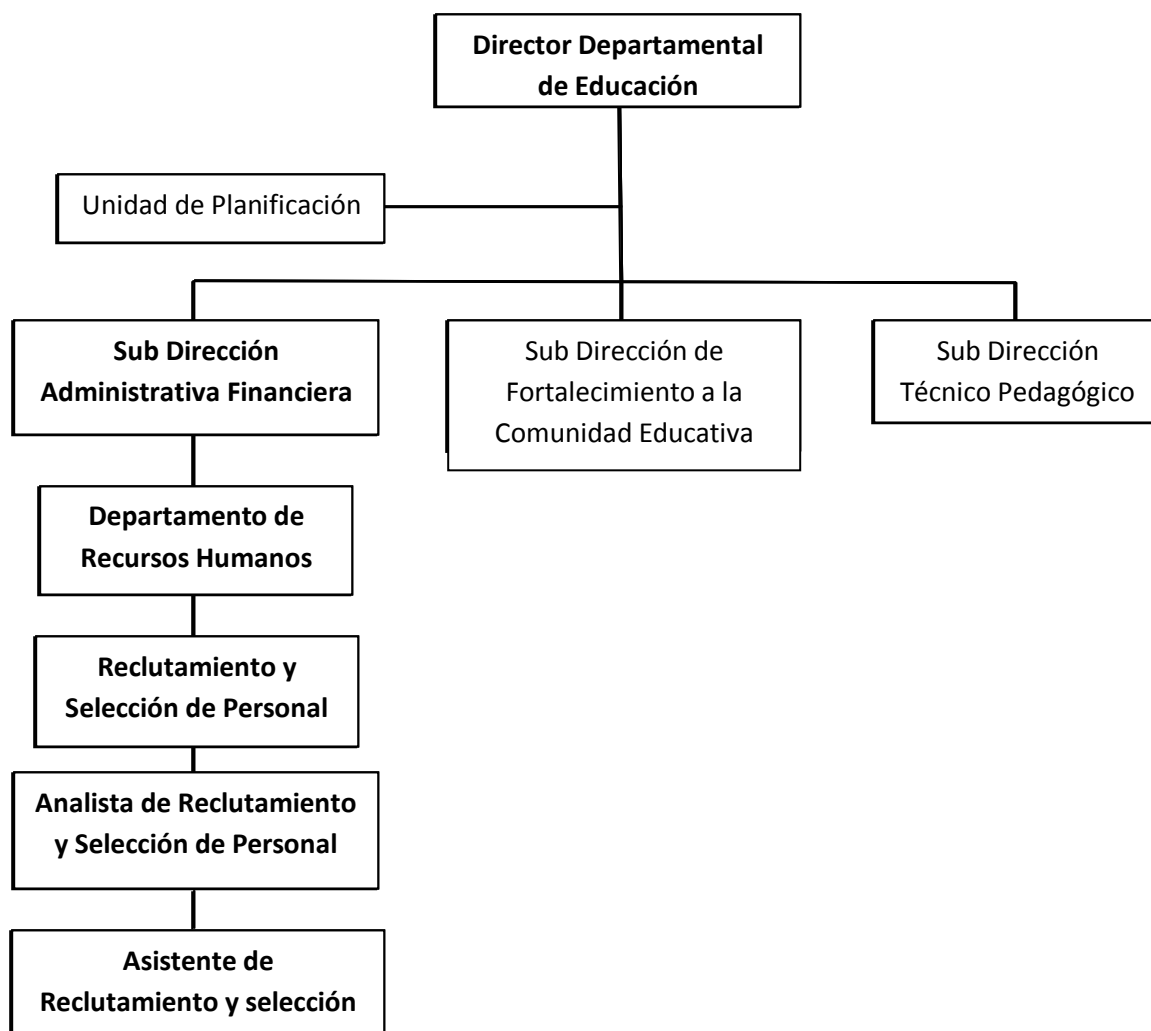 Director Departamental
de Educación
Unidad de Planificación
Sub Dirección
Administrativa Financiera
Sub Dirección de
Fortalecimiento a la
Comunidad Educativa
Sub Dirección
Técnico Pedagógico
Departamento de
Recursos Humanos
Reclutamiento y
Selección de Personal
Analista de Reclutamiento
y Selección de Personal
Asistente de
Reclutamiento y selección